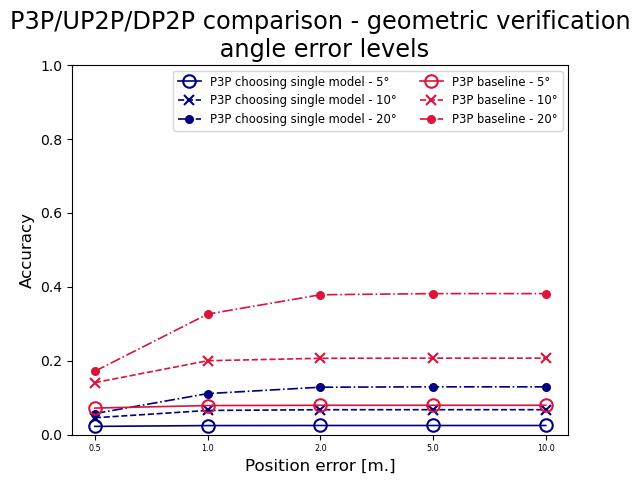 P3P/UP2P/DP2P comparison - geometric verification
angle error levels
P3P choosing single model - 5°
P3P choosing single model - 10°
P3P choosing single model - 20°
P3P baseline - 5°
P3P baseline - 10°
P3P baseline - 20°
1.0
0.8
0.6
0.4
0.2
0.0
Accuracy
0.5
1.0
2.0
5.0
10.0
Position error [m.]